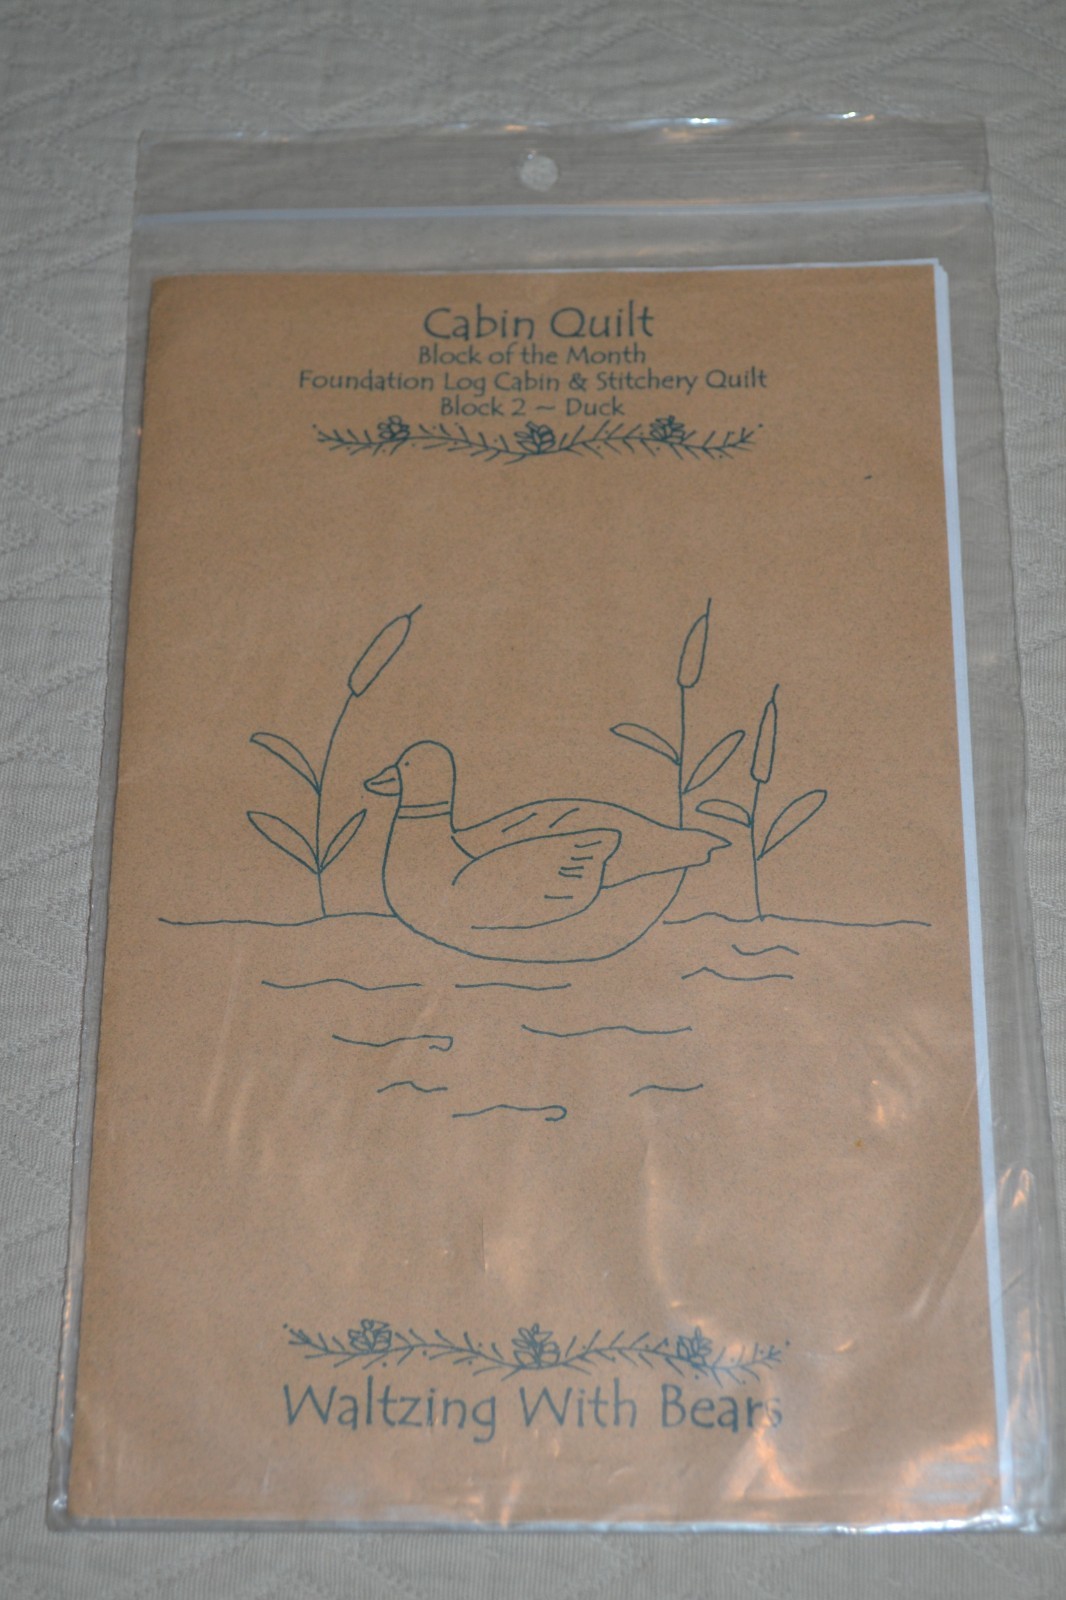 Cabin Quilt
Block of the Month
Foundation Log Cabin & Stitchery Quilt
Block 2 ~ Duck
Waltzing With Bears